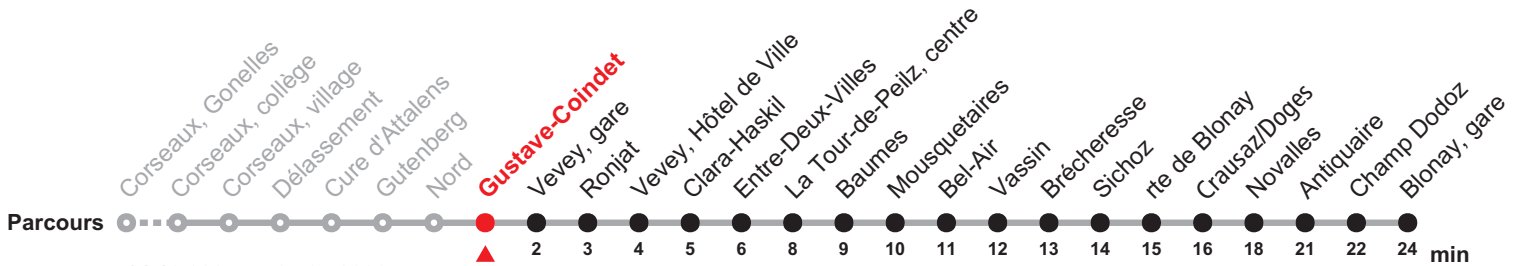 Corseaux, Gonelles
Corseaux, collège
Corseaux, village
Délassement
Cure d'Attalens
Gutenberg
Nord
Gustave-Coindet
Vevey, gare
Ronjat
Vevey, Hôtel de Ville
Clara-Haskil
Entre-Deux-Villes
La Tour-de-Peilz, centre
Baumes
Mousquetaires
Bel-Air
Vassin
Brécheresse
Sichoz
rte de Blonay
Crausaz/Doges
Novalles
Antiquaire
Champ Dodoz
Blonay, gare
Parcours
2 3 4 5 6 8 9 10 11 12 13 14 15 16 18 21 22 24 min